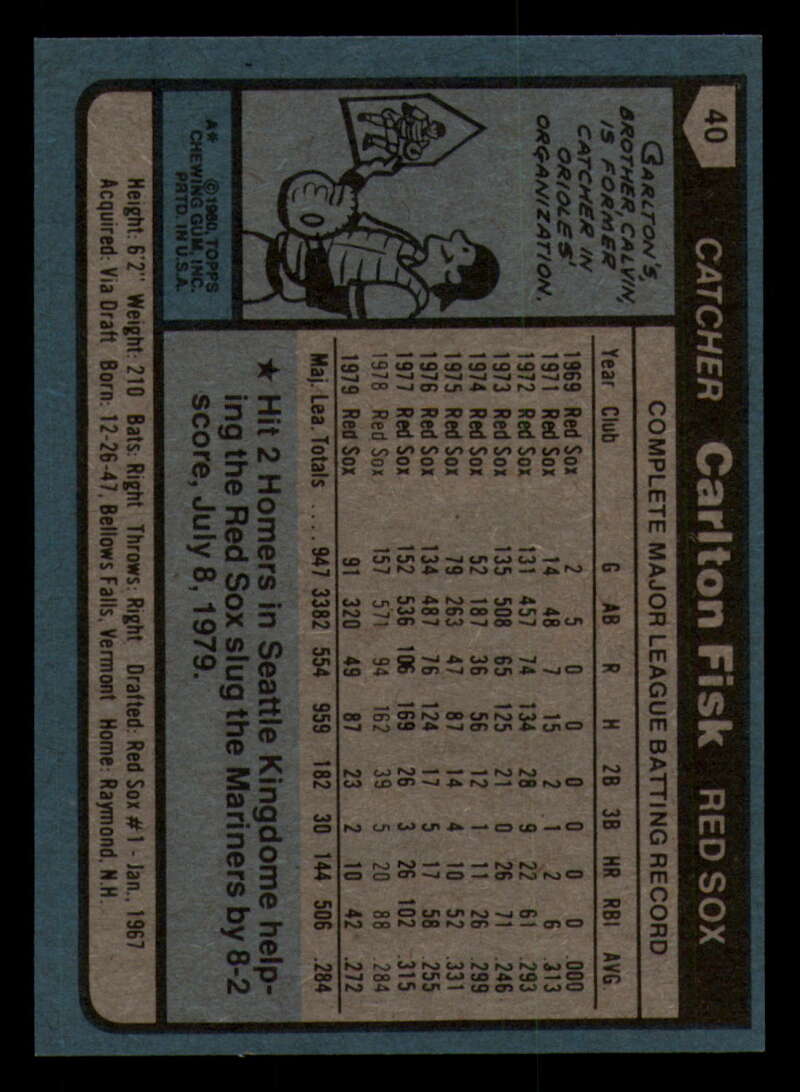 40 CATCHER Carlton Fisk RED SOX
CARLTON'S
BROTHER, CALVIN,
IS FORMER
CATCHER IN
ORIOLES'
ORGANIZATION.
A* ©1980, TOPPS
CHEWING GUM, INC.
PRTD. IN U.S.A.
COMPLETE MAJOR LEAGUE BATTING RECORD
Year Club G AB R H 2B 3B HR RBI AVG.
1969 Red Sox 2 5 0 0 0 0 0 0 .000
1971 Red Sox 14 48 7 15 2 1 2 6 .313
1972 Red Sox 131 457 74 134 28 9 22 61 .293
1973 Red Sox 135 508 65 125 21 0 26 71 .246
1974 Red Sox 52 187 36 56 12 1 11 26 .299
1975 Red Sox 79 263 47 87 14 4 10 52 .331
1976 Red Sox 134 487 76 124 17 5 17 58 .255
1977 Red Sox 152 536 106 169 26 3 26 102 .315
1978 Red Sox 157 571 94 162 39 5 20 88 .284
1979 Red Sox 91 320 49 87 23 2 10 42 .272
Maj. Lea. Totals .... 947 3382 554 959 182 30 144 506 .284
★ Hit 2 Homers in Seattle Kingdome help-
ing the Red Sox slug the Mariners by 8-2
score, July 8, 1979.
Height: 6'2" Weight: 210 Bats: Right Throws: Right Drafted: Red Sox #1 - Jan., 1967
Acquired: Via Draft Born: 12-26-47, Bellows Falls, Vermont Home: Raymond, N.H.